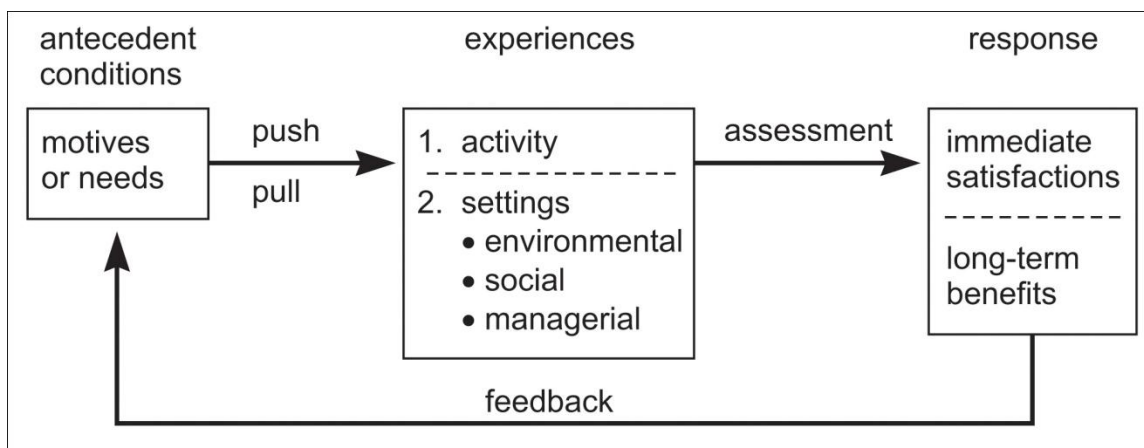 antecedent
conditions
experiences
response
motives
or needs
push
pull
1. activity
2. settings
• environmental
• social
• managerial
assessment
immediate
satisfactions
long-term
benefits
feedback